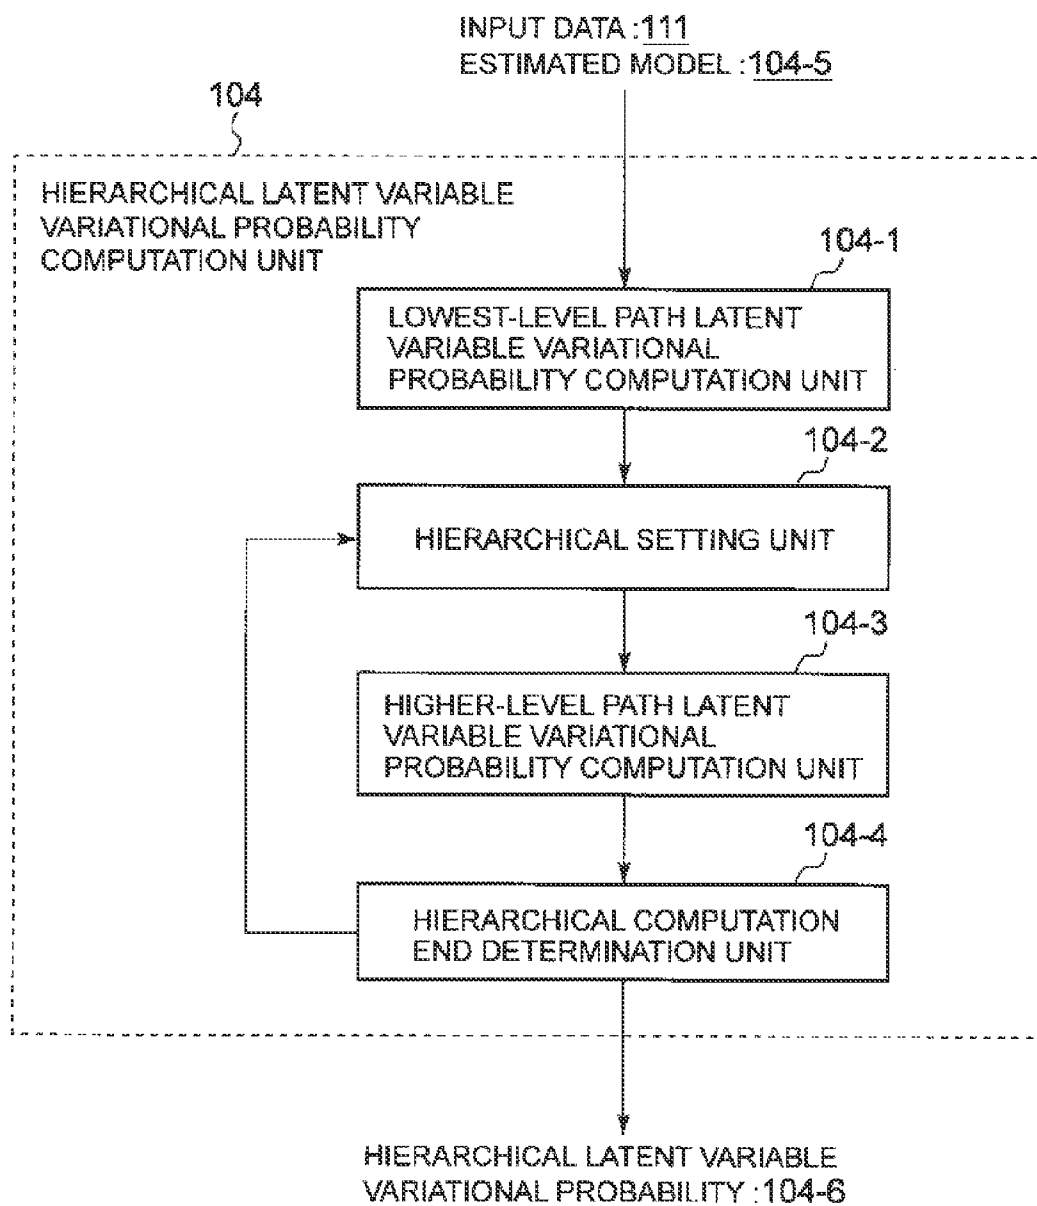 INPUT DATA :111
ESTIMATED MODEL :104-5
104
HIERARCHICAL LATENT VARIABLE
VARIATIONAL PROBABILITY
COMPUTATION UNIT
104-1
LOWEST-LEVEL PATH LATENT
VARIABLE VARIATIONAL
PROBABILITY COMPUTATION UNIT
104-2
HIERARCHICAL SETTING UNIT
104-3
HIGHER-LEVEL PATH LATENT
VARIABLE VARIATIONAL
PROBABILITY COMPUTATION UNIT
104-4
HIERARCHICAL COMPUTATION
END DETERMINATION UNIT
HIERARCHICAL LATENT VARIABLE
VARIATIONAL PROBABILITY :104-6